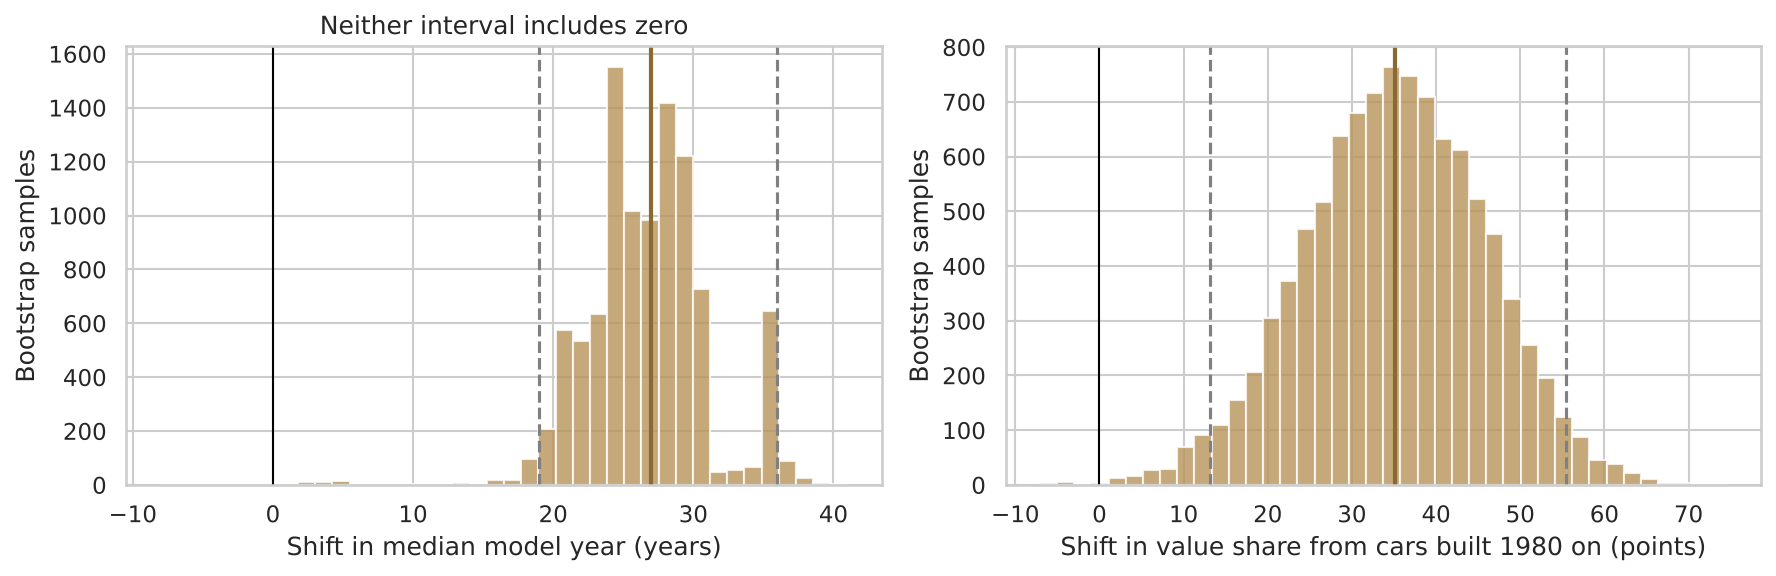 Neither interval includes zero
Bootstrap samples
1600
1400
1200
1000
800
600
400
200
0
−10 0 10 20 30 40
Shift in median model year (years)
Bootstrap samples
800
700
600
500
400
300
200
100
0
−10 0 10 20 30 40 50 60 70
Shift in value share from cars built 1980 on (points)